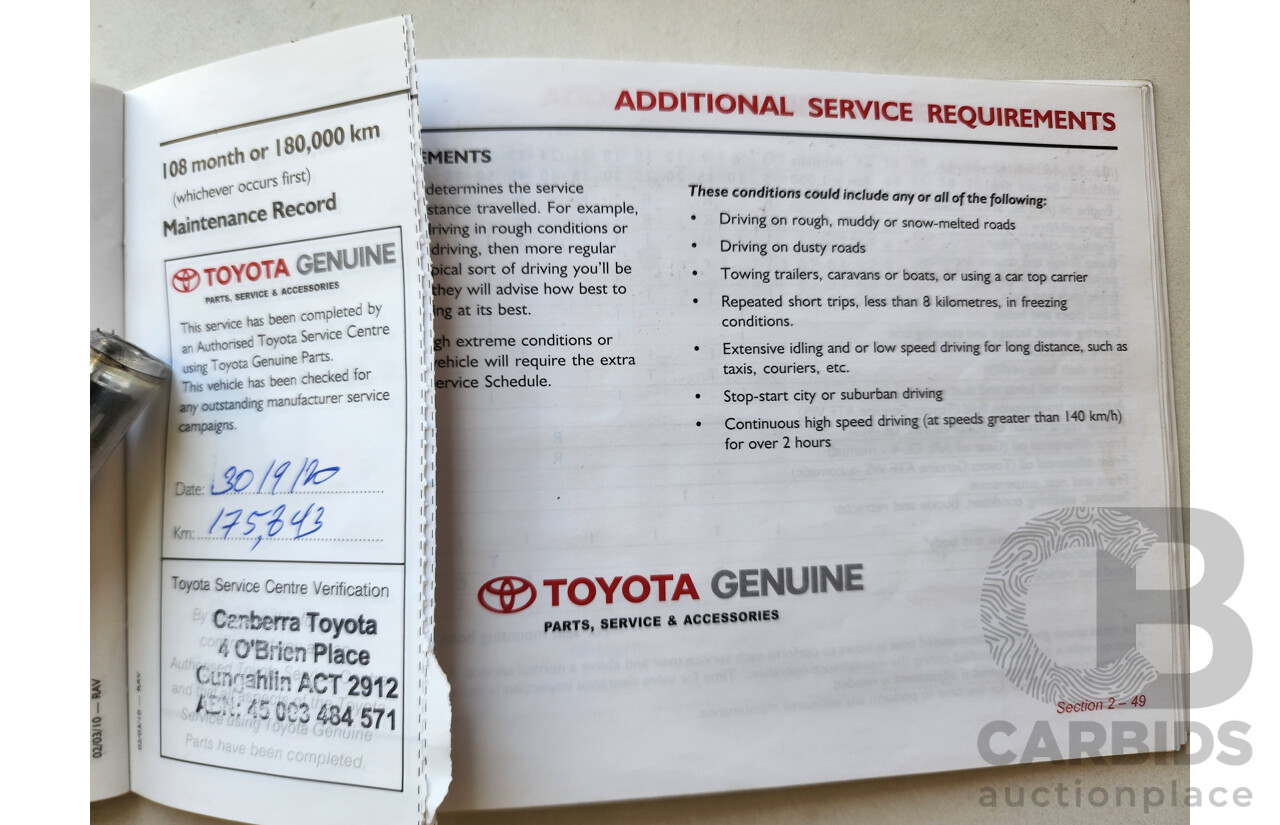 108 month or 180,000 km
(whichever occurs first)
Maintenance Record
TOYOTA GENUINE
PARTS, SERVICE & ACCESSORIES
This service has been completed by
an Authorised Toyota Service Centre
using Toyota Genuine Parts.
This vehicle has been checked for
any outstanding manufacturer service
campaigns.
Date: 30/9/20
Km: 175,843
Toyota Service Centre Verification
Canberra Toyota
4 O'Brien Place
Gungahlin ACT 2912
ABN: 45 003 484 571
Service using Toyota Genuine
Parts have been completed.
02/03/10 – RAV
02/03/10 – RAV
ADDITIONAL SERVICE REQUIREMENTS
EMENTS
determines the service
stance travelled. For example,
riving in rough conditions or
driving, then more regular
pical sort of driving you'll be
they will advise how best to
ing at its best.
gh extreme conditions or
vehicle will require the extra
ervice Schedule.
These conditions could include any or all of the following:
• Driving on rough, muddy or snow-melted roads
• Driving on dusty roads
• Towing trailers, caravans or boats, or using a car top carrier
• Repeated short trips, less than 8 kilometres, in freezing
conditions.
• Extensive idling and or low speed driving for long distance, such as
taxis, couriers, etc.
• Stop-start city or suburban driving
• Continuous high speed driving (at speeds greater than 140 km/h)
for over 2 hours
TOYOTA GENUINE
PARTS, SERVICE & ACCESSORIES
Section 2 – 49
CARBIDS
auctionplace